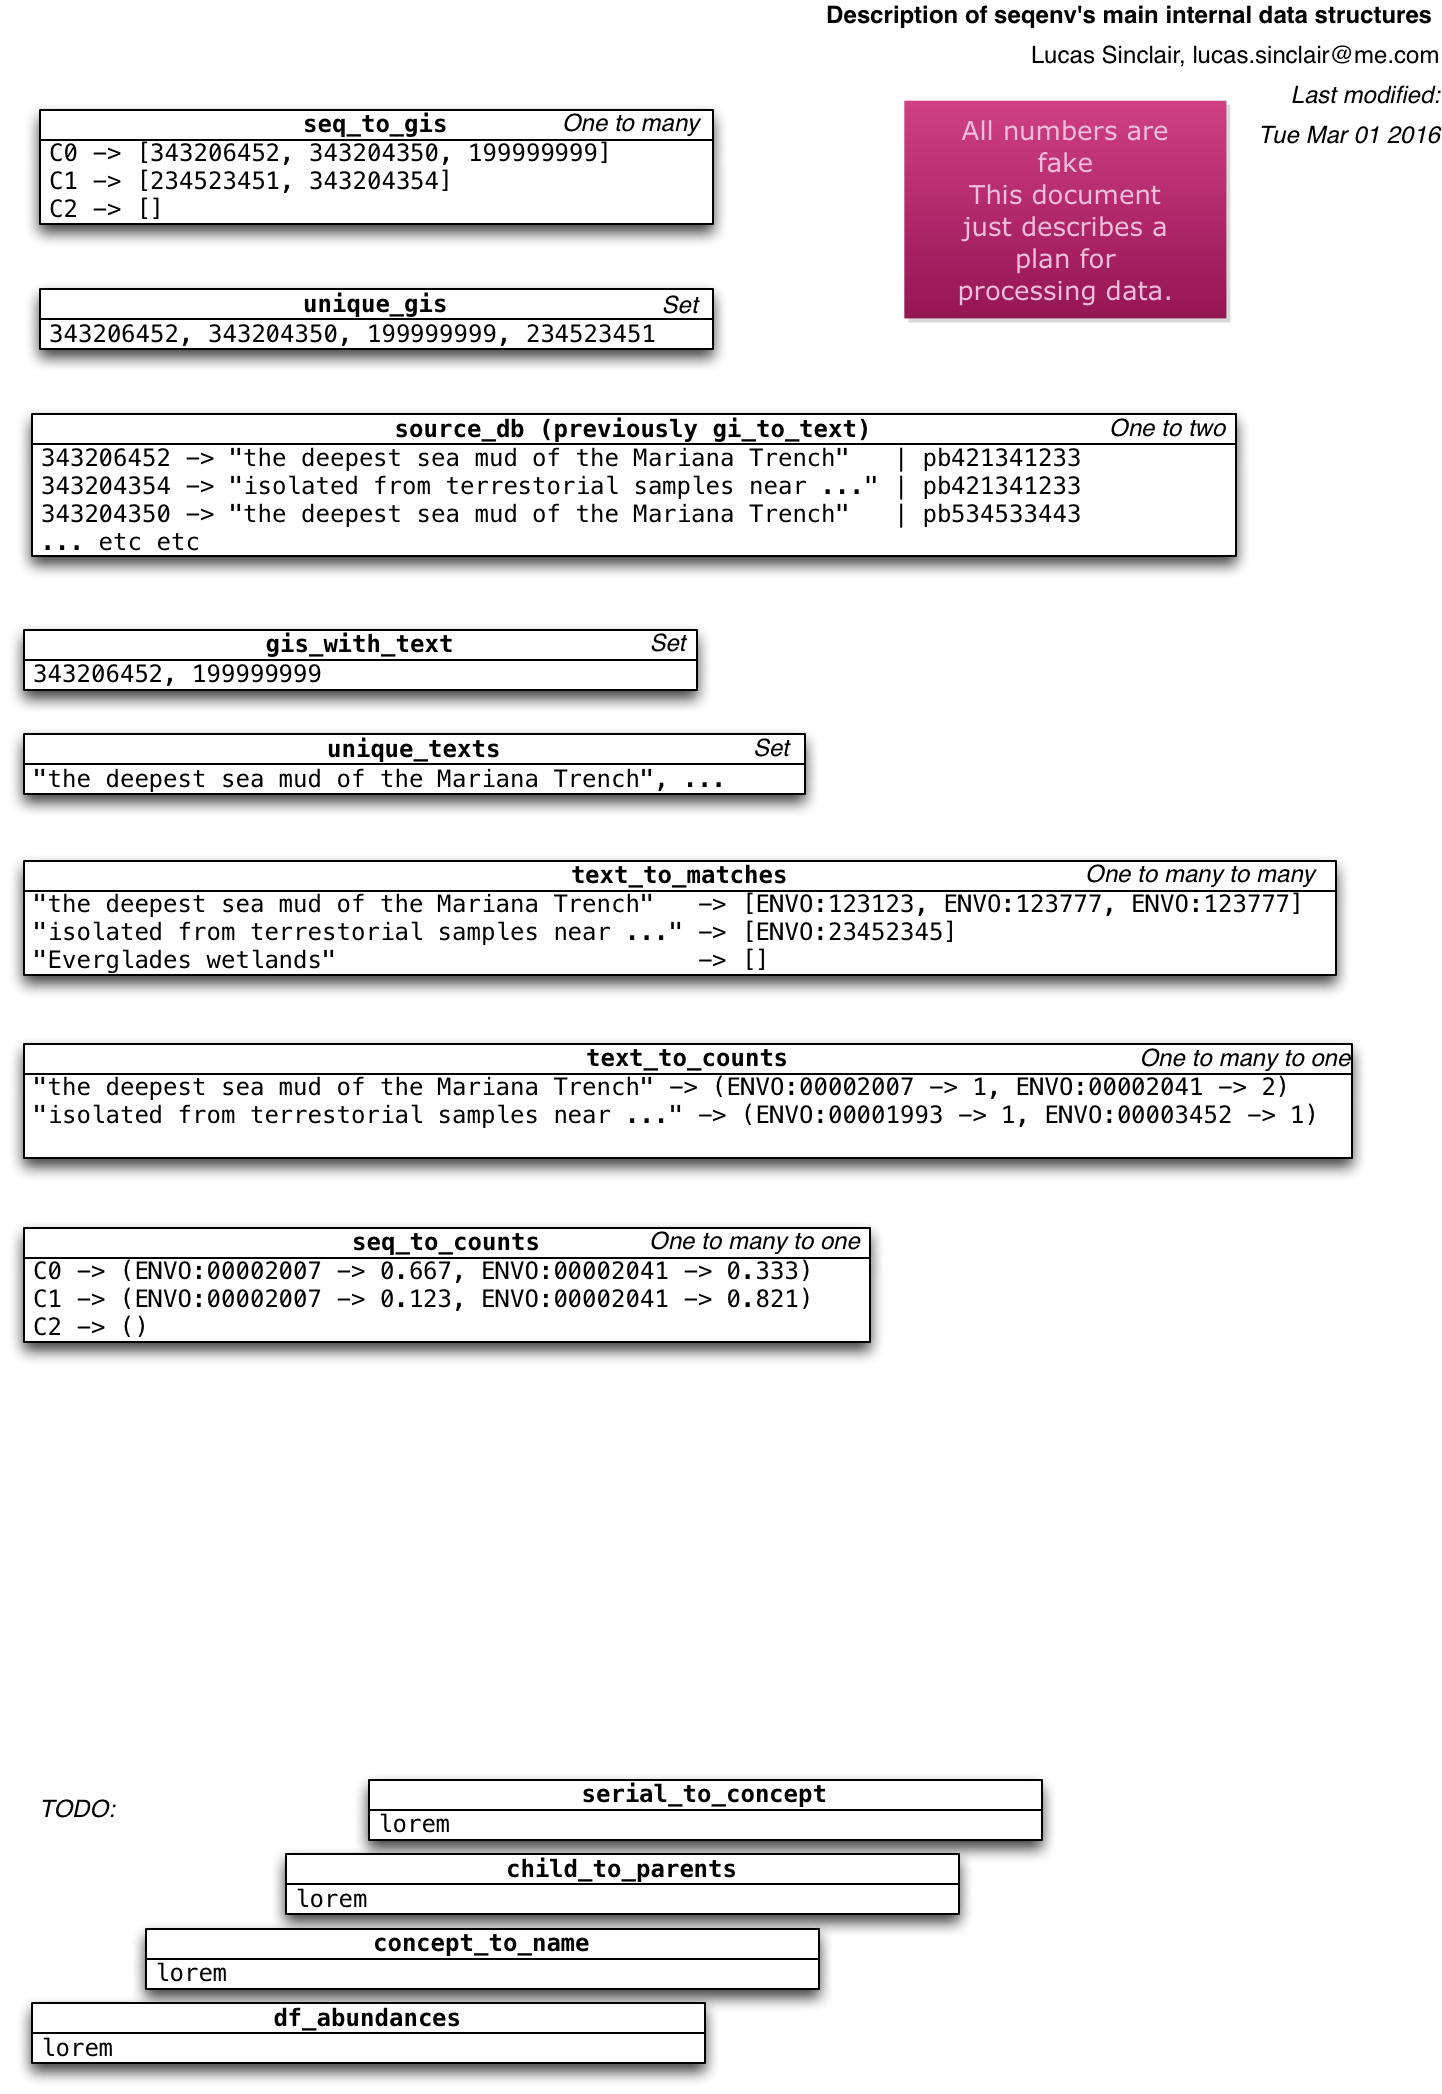 Description of seqenv's main internal data structures
Lucas Sinclair, lucas.sinclair@me.com
Last modified:
Tue Mar 01 2016
All numbers are
fake
This document
just describes a
plan for
processing data.
seq_to_gis One to many
C0 -> [343206452, 343204350, 199999999]
C1 -> [234523451, 343204354]
C2 -> []
unique_gis Set
343206452, 343204350, 199999999, 234523451
source_db (previously gi_to_text) One to two
343206452 -> "the deepest sea mud of the Mariana Trench" | pb421341233
343204354 -> "isolated from terrestorial samples near ..." | pb421341233
343204350 -> "the deepest sea mud of the Mariana Trench" | pb534533443
... etc etc
gis_with_text Set
343206452, 199999999
unique_texts Set
"the deepest sea mud of the Mariana Trench", ...
text_to_matches One to many to many
"the deepest sea mud of the Mariana Trench" -> [ENVO:123123, ENVO:123777, ENVO:123777]
"isolated from terrestorial samples near ..." -> [ENVO:23452345]
"Everglades wetlands" -> []
text_to_counts One to many to one
"the deepest sea mud of the Mariana Trench" -> (ENVO:00002007 -> 1, ENVO:00002041 -> 2)
"isolated from terrestorial samples near ..." -> (ENVO:00001993 -> 1, ENVO:00003452 -> 1)
seq_to_counts One to many to one
C0 -> (ENVO:00002007 -> 0.667, ENVO:00002041 -> 0.333)
C1 -> (ENVO:00002007 -> 0.123, ENVO:00002041 -> 0.821)
C2 -> ()
TODO:
serial_to_concept
lorem
child_to_parents
lorem
concept_to_name
lorem
df_abundances
lorem